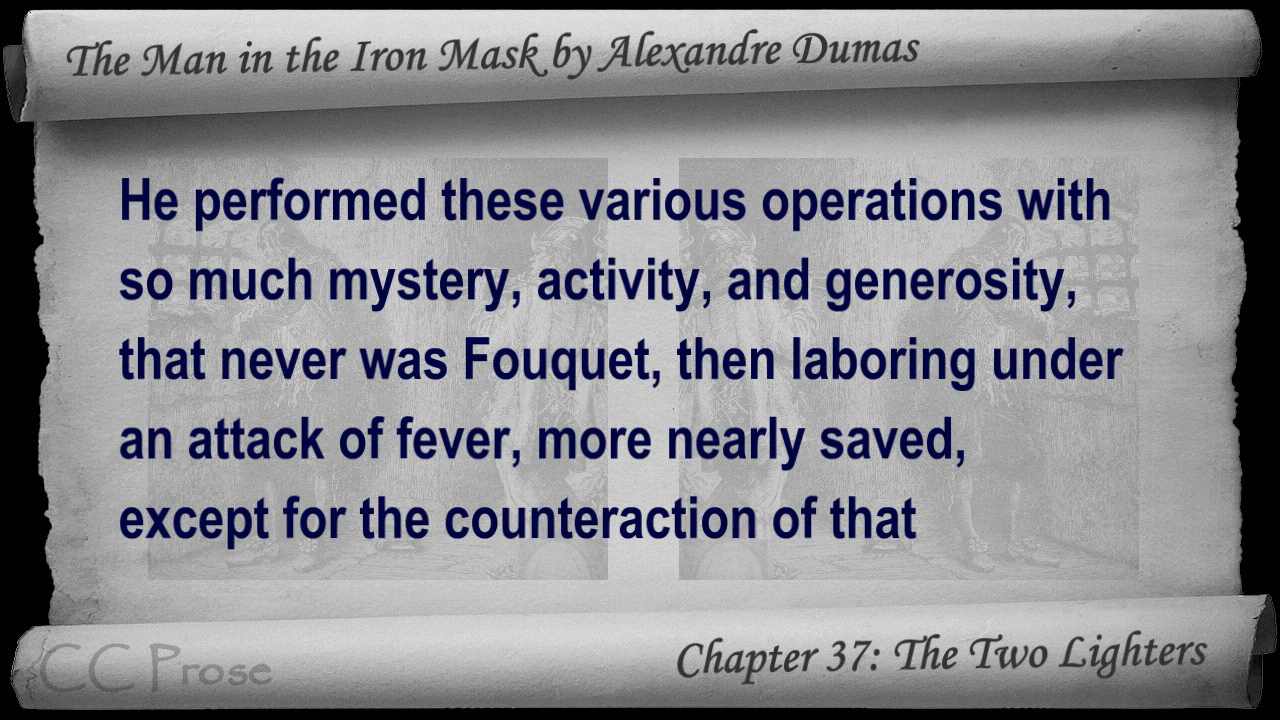 The Man in the Iron Mask by Alexandre Dumas
He performed these various operations with
so much mystery, activity, and generosity,
that never was Fouquet, then laboring under
an attack of fever, more nearly saved,
except for the counteraction of that
CC Prose
Chapter 37: The Two Lighters